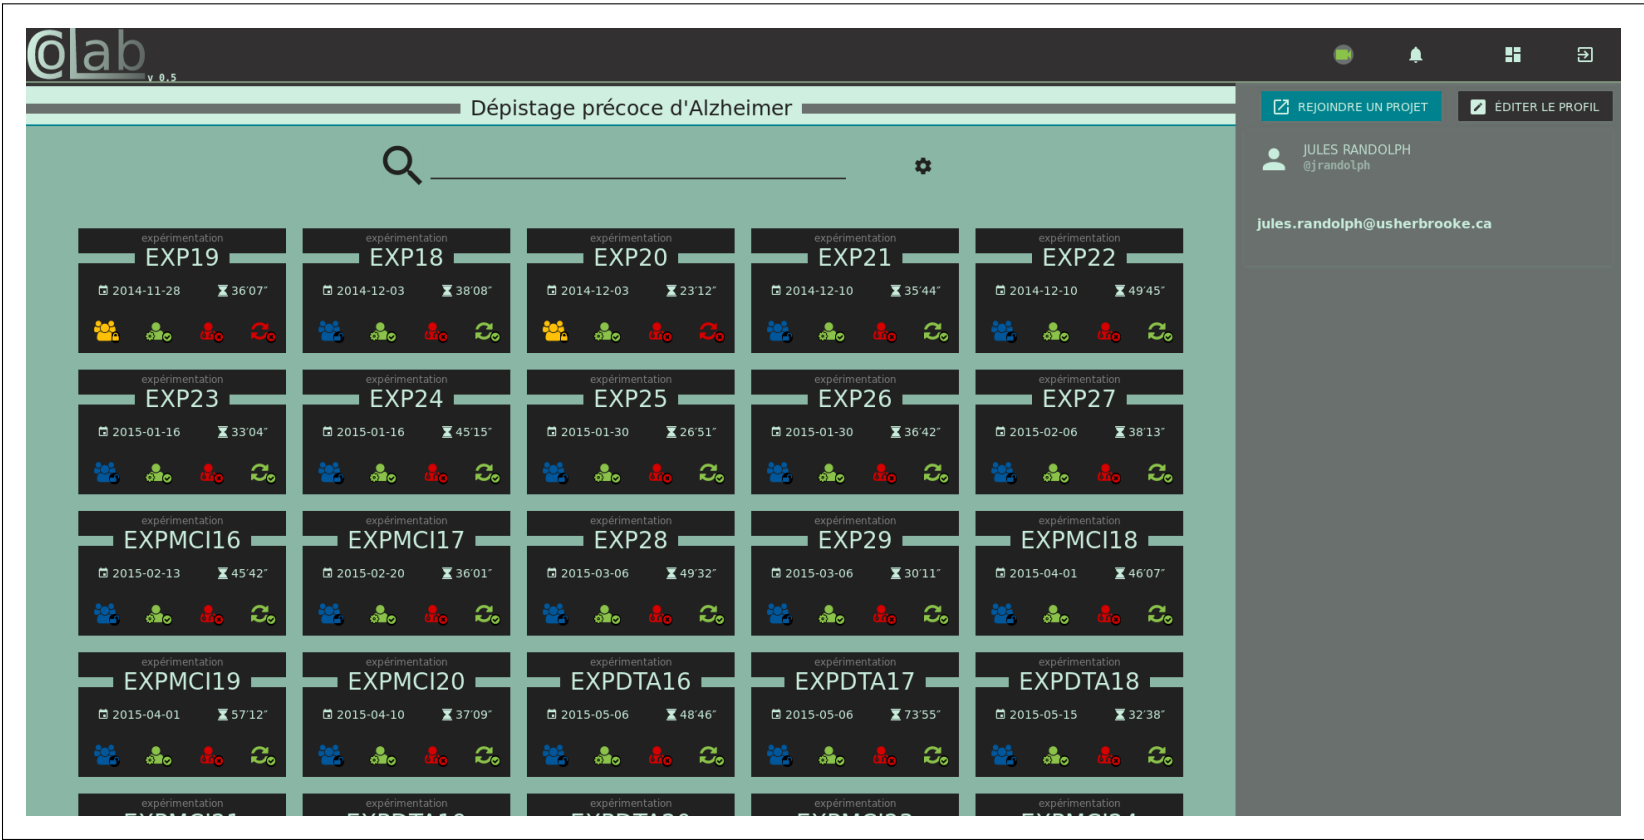 CoLab
v 0.5
Dépistage précoce d'Alzheimer
REJOINDRE UN PROJET ÉDITER LE PROFIL
JULES RANDOLPH
@jrandolph
jules.randolph@usherbrooke.ca
expérimentation expérimentation expérimentation expérimentation expérimentation
EXP19 EXP18 EXP20 EXP21 EXP22
2014-11-28 36′07″ 2014-12-03 38′08″ 2014-12-03 23′12″ 2014-12-10 35′44″ 2014-12-10 49′45″
expérimentation expérimentation expérimentation expérimentation expérimentation
EXP23 EXP24 EXP25 EXP26 EXP27
2015-01-16 33′04″ 2015-01-16 45′15″ 2015-01-30 26′51″ 2015-01-30 36′42″ 2015-02-06 38′13″
expérimentation expérimentation expérimentation expérimentation expérimentation
EXPMCI16 EXPMCI17 EXP28 EXP29 EXPMCI18
2015-02-13 45′42″ 2015-02-20 36′01″ 2015-03-06 49′32″ 2015-03-06 30′11″ 2015-04-01 46′07″
expérimentation expérimentation expérimentation expérimentation expérimentation
EXPMCI19 EXPMCI20 EXPDTA16 EXPDTA17 EXPDTA18
2015-04-01 57′12″ 2015-04-10 37′09″ 2015-05-06 48′46″ 2015-05-06 73′55″ 2015-05-15 32′38″
expérimentation expérimentation expérimentation expérimentation expérimentation